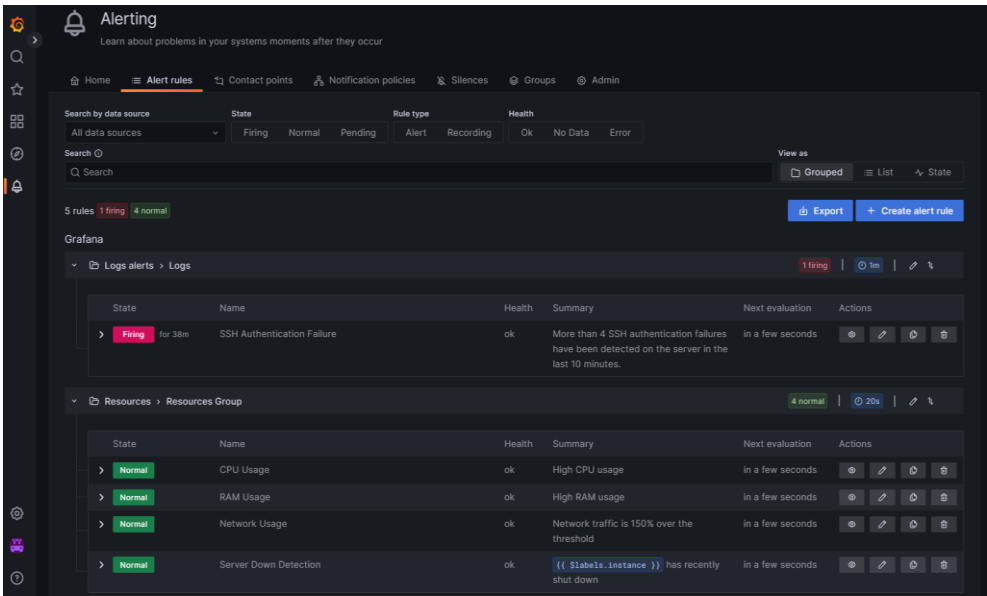 Alerting
Learn about problems in your systems moments after they occur
Home Alert rules Contact points Notification policies Silences Groups Admin
Search by data source State Rule type Health
All data sources Firing Normal Pending Alert Recording Ok No Data Error
Search View as
Search Grouped List State
5 rules 1 firing 4 normal Export + Create alert rule
Grafana
Logs alerts > Logs 1 firing | 1m |
State Name Health Summary Next evaluation Actions
Firing for 38m SSH Authentication Failure ok More than 4 SSH authentication failures in a few seconds
have been detected on the server in the
last 10 minutes.
Resources > Resources Group 4 normal | 20s |
State Name Health Summary Next evaluation Actions
Normal CPU Usage ok High CPU usage in a few seconds
Normal RAM Usage ok High RAM usage in a few seconds
Normal Network Usage ok Network traffic is 150% over the in a few seconds
threshold
Normal Server Down Detection ok {{ $labels.instance }} has recently in a few seconds
shut down